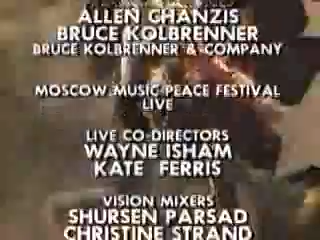 ALLEN CHANZIS
BRUCE KOLBRENNER
BRUCE KOLBRENNER & COMPANY
MOSCOW MUSIC PEACE FESTIVAL
LIVE
LIVE CO-DIRECTORS
WAYNE ISHAM
KATE FERRIS
VISION MIXERS
SHURSEN PARSAD
CHRISTINE STRAND